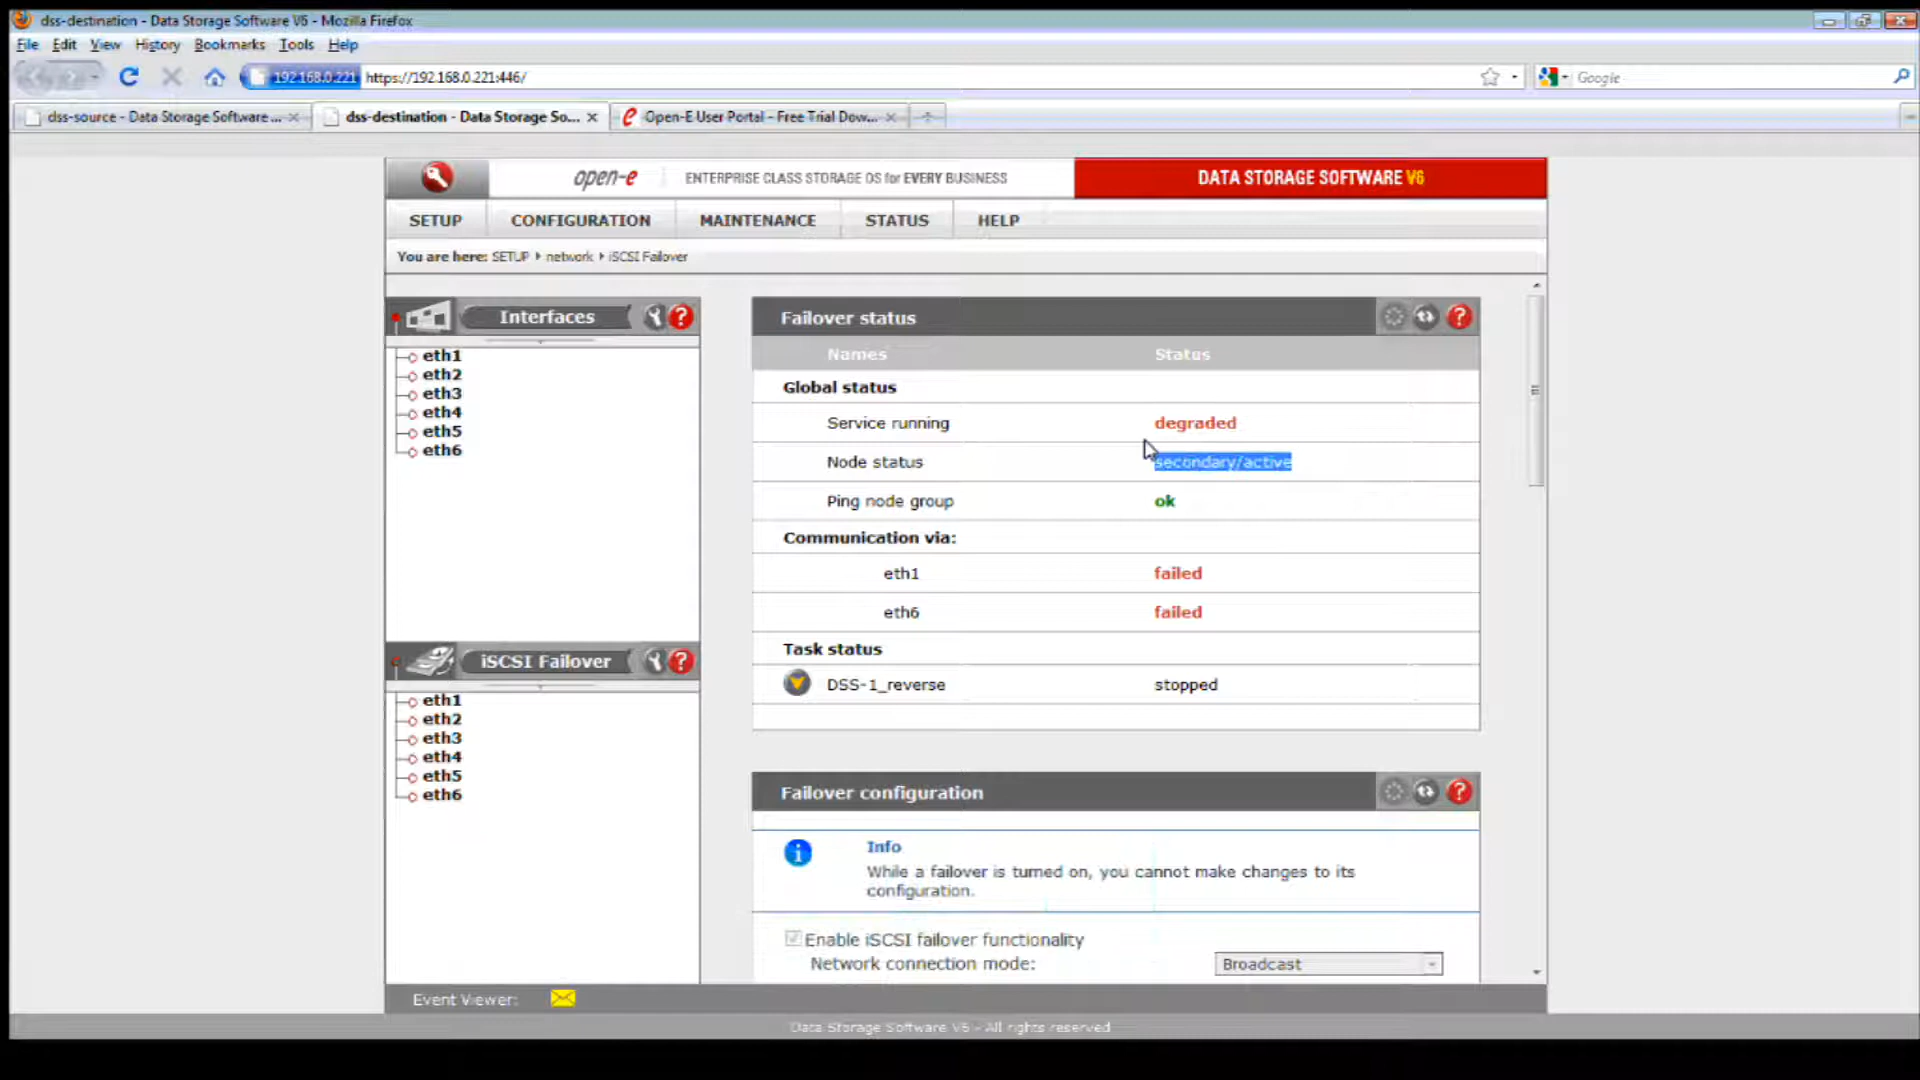 dss-destination - Data Storage Software V6 - Mozilla Firefox
File Edit View History Bookmarks Tools Help
192.168.0.221 https://192.168.0.221:446/ Google
dss-source - Data Storage Software ... dss-destination - Data Storage So... Open-E User Portal - Free Trial Dow...
open-e ENTERPRISE CLASS STORAGE OS for EVERY BUSINESS DATA STORAGE SOFTWARE V6
SETUP CONFIGURATION MAINTENANCE STATUS HELP
You are here: SETUP network iSCSI Failover
Interfaces
eth1
eth2
eth3
eth4
eth5
eth6
iSCSI Failover
eth1
eth2
eth3
eth4
eth5
eth6
Failover status
Names Status
Global status
Service running degraded
Node status secondary/active
Ping node group ok
Communication via:
eth1 failed
eth6 failed
Task status
DSS-1_reverse stopped
Failover configuration
Info
While a failover is turned on, you cannot make changes to its
configuration.
Enable iSCSI failover functionality
Network connection mode: Broadcast
Event Viewer:
Data Storage Software V6 - All rights reserved